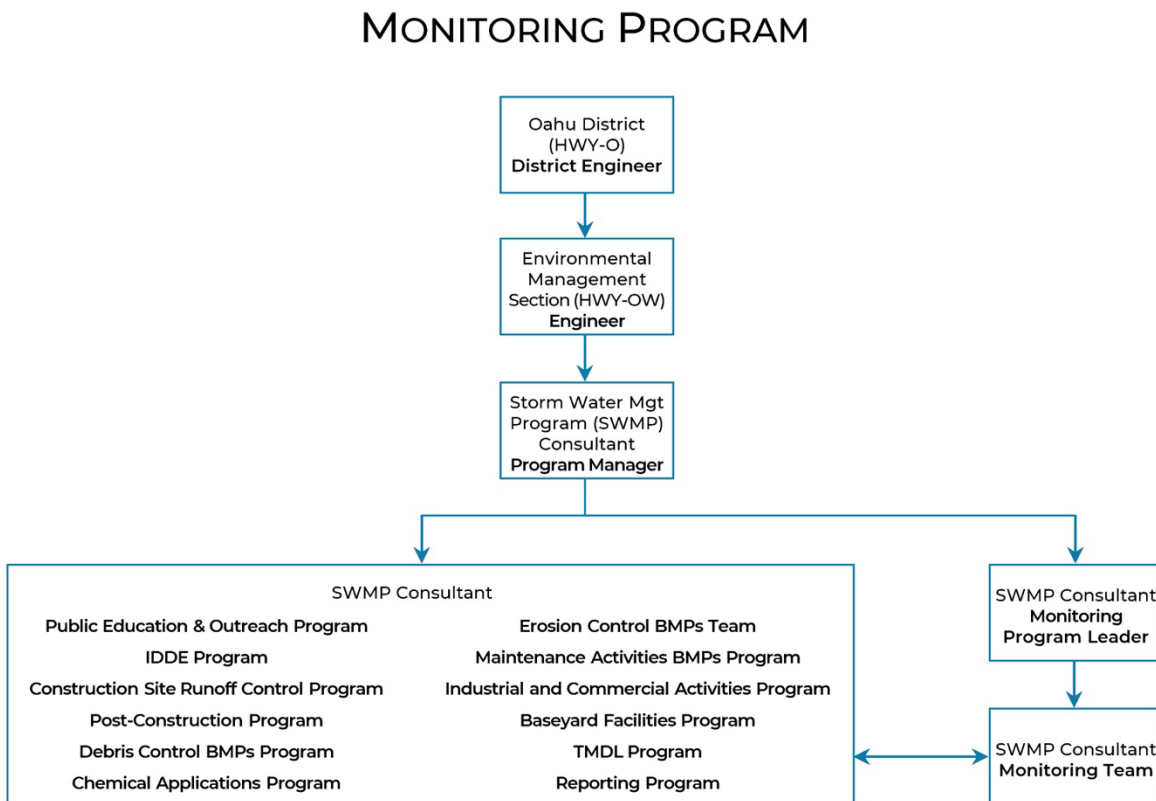 MONITORING PROGRAM
Oahu District
(HWY-O)
District Engineer
Environmental
Management
Section (HWY-OW)
Engineer
Storm Water Mgt
Program (SWMP)
Consultant
Program Manager
SWMP Consultant
Public Education & Outreach Program
IDDE Program
Construction Site Runoff Control Program
Post-Construction Program
Debris Control BMPs Program
Chemical Applications Program
Erosion Control BMPs Team
Maintenance Activities BMPs Program
Industrial and Commercial Activities Program
Baseyard Facilities Program
TMDL Program
Reporting Program
SWMP Consultant
Monitoring
Program Leader
SWMP Consultant
Monitoring Team